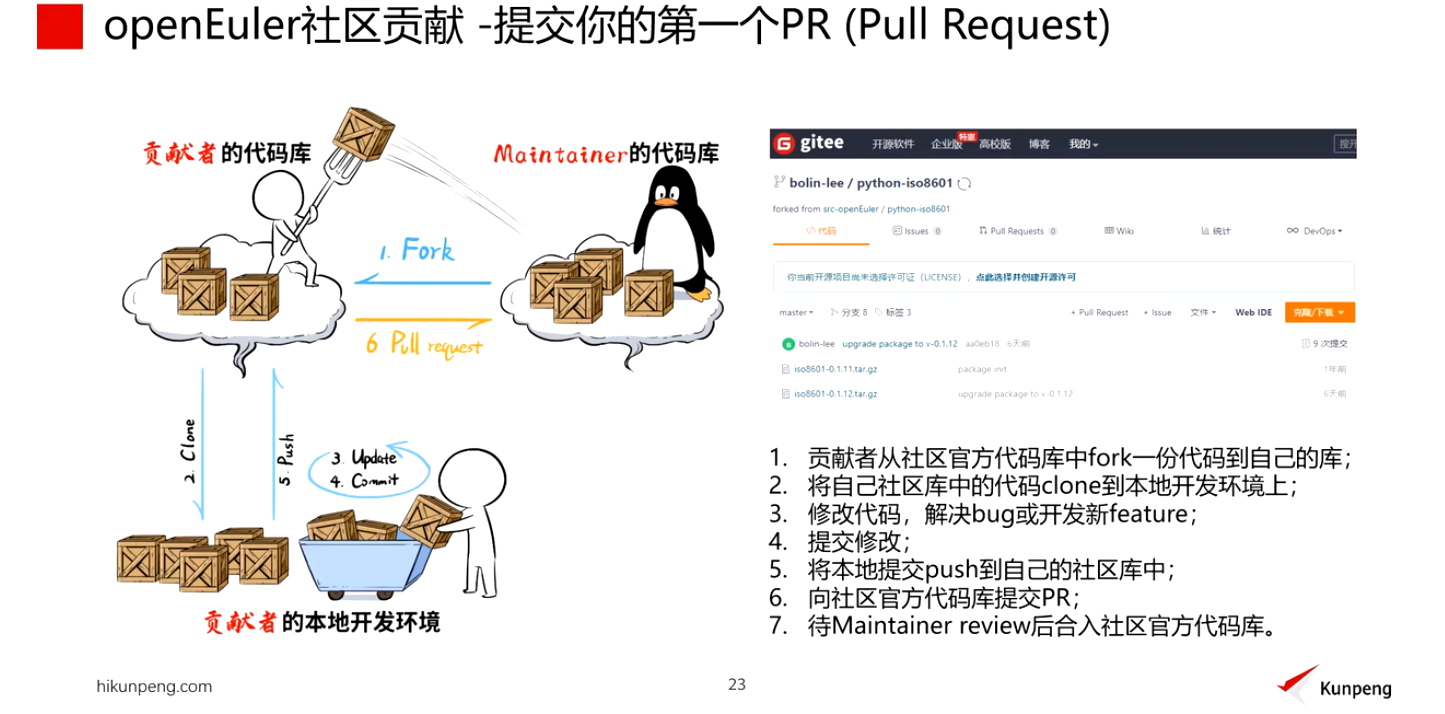 openEuler社区贡献 -提交你的第一个PR (Pull Request)
贡献者的代码库
Maintainer的代码库
1. Fork
6 Pull request
2. Clone
5. Push
3. Update
4. Commit
贡献者的本地开发环境
gitee 开源软件 企业版 特惠 高校版 博客 我的 搜开
bolin-lee / python-iso8601
forked from src-openEuler / python-iso8601
代码 Issues 0 Pull Requests 0 Wiki 统计 DevOps
你当前开源项目尚未选择许可证（LICENSE），点此选择并创建开源许可
master 分支 8 标签 3 + Pull Request + Issue 文件 Web IDE 克隆/下载
bolin-lee upgrade package to v-0.1.12 aa0eb18 6天前 9 次提交
iso8601-0.1.11.tar.gz package init 1年前
iso8601-0.1.12.tar.gz upgrade package to v-0.1.12 6天前
1. 贡献者从社区官方代码库中fork一份代码到自己的库；
2. 将自己社区库中的代码clone到本地开发环境上；
3. 修改代码，解决bug或开发新feature；
4. 提交修改；
5. 将本地提交push到自己的社区库中；
6. 向社区官方代码库提交PR；
7. 待Maintainer review后合入社区官方代码库。
hikunpeng.com
23
Kunpeng